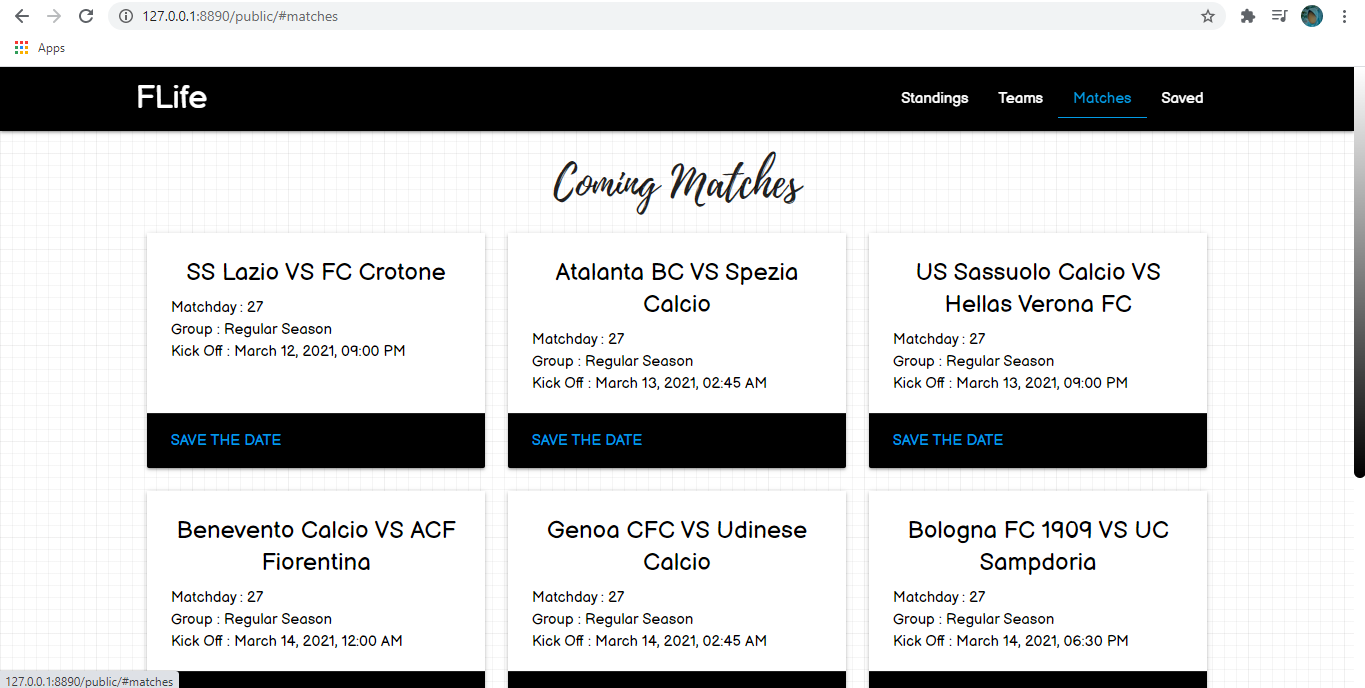 127.0.0.1:8890/public/#matches
Apps
FLife
Standings Teams Matches Saved
Coming Matches
SS Lazio VS FC Crotone
Matchday : 27
Group : Regular Season
Kick Off : March 12, 2021, 09:00 PM
SAVE THE DATE
Atalanta BC VS Spezia
Calcio
Matchday : 27
Group : Regular Season
Kick Off : March 13, 2021, 02:45 AM
SAVE THE DATE
US Sassuolo Calcio VS
Hellas Verona FC
Matchday : 27
Group : Regular Season
Kick Off : March 13, 2021, 09:00 PM
SAVE THE DATE
Benevento Calcio VS ACF
Fiorentina
Matchday : 27
Group : Regular Season
Kick Off : March 14, 2021, 12:00 AM
Genoa CFC VS Udinese
Calcio
Matchday : 27
Group : Regular Season
Kick Off : March 14, 2021, 02:45 AM
Bologna FC 1909 VS UC
Sampdoria
Matchday : 27
Group : Regular Season
Kick Off : March 14, 2021, 06:30 PM
127.0.0.1:8890/public/#matches